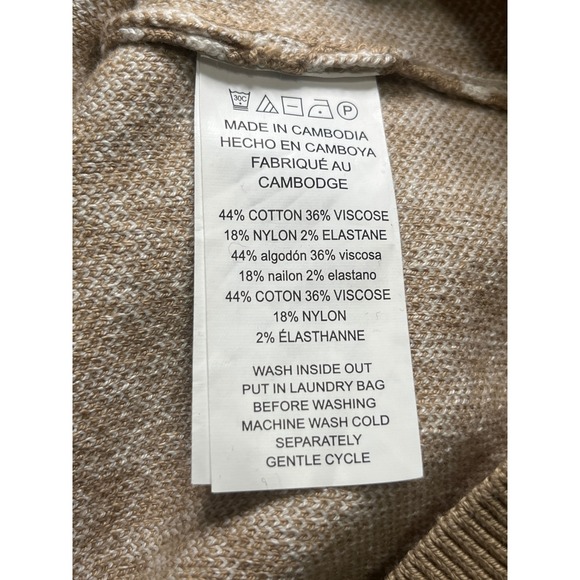 30C
P
MADE IN CAMBODIA
HECHO EN CAMBOYA
FABRIQUÉ AU
CAMBODGE
44% COTTON 36% VISCOSE
18% NYLON 2% ELASTANE
44% algodón 36% viscosa
18% nailon 2% elastano
44% COTON 36% VISCOSE
18% NYLON
2% ÉLASTHANNE
WASH INSIDE OUT
PUT IN LAUNDRY BAG
BEFORE WASHING
MACHINE WASH COLD
SEPARATELY
GENTLE CYCLE